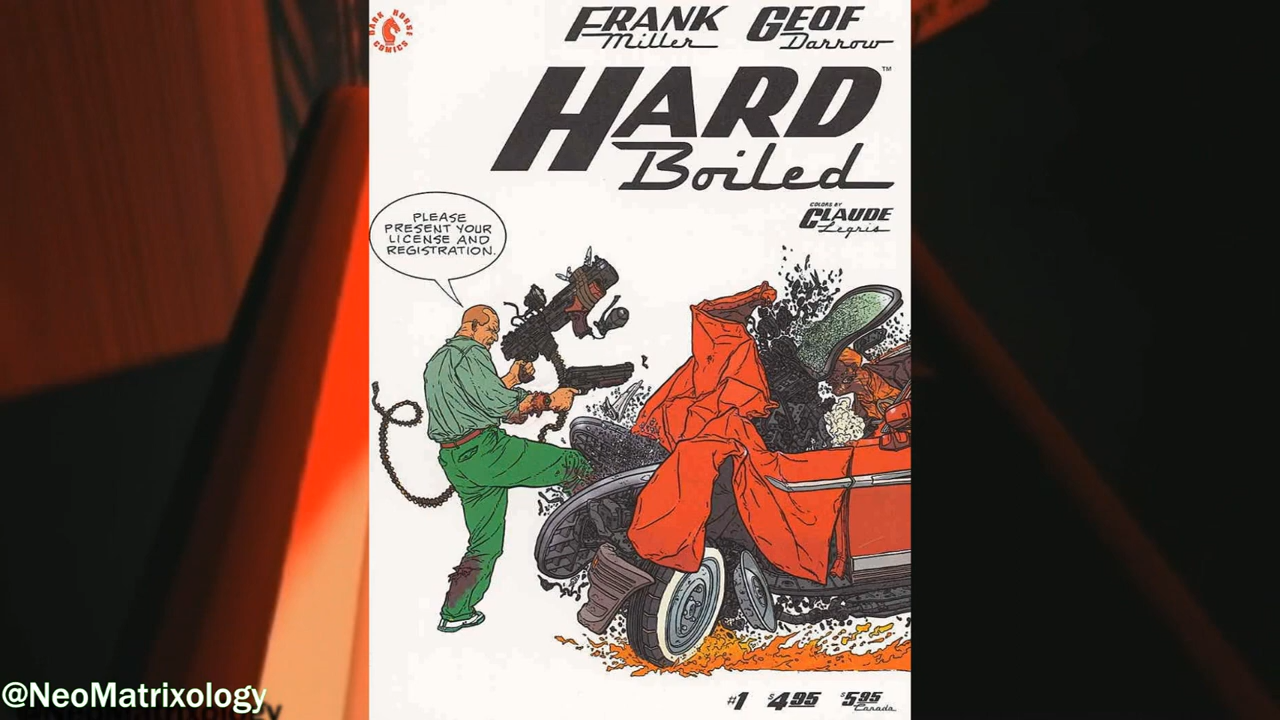 DARK HORSE
COMICS
FRANK GEOF
Miller Darrow
HARD™
Boiled
COLORS BY
CLAUDE
Legris
PLEASE
PRESENT YOUR
LICENSE AND
REGISTRATION.
#1 $4.95 $5.95
Canada
@NeoMatrixology